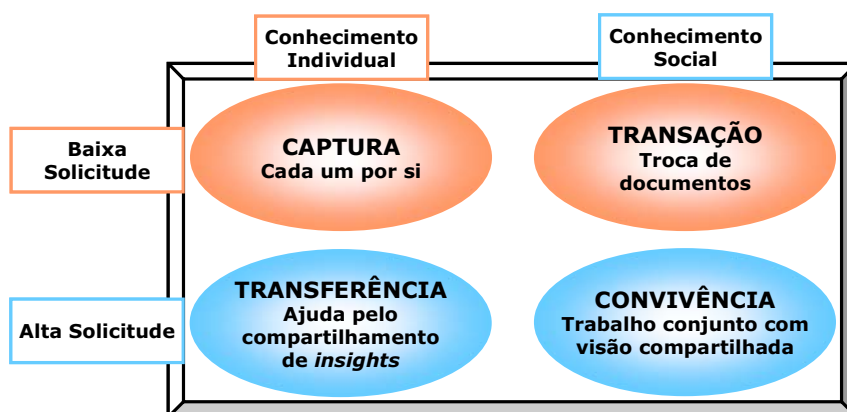 Conhecimento
Individual
Conhecimento
Social
Baixa
Solicitude
CAPTURA
Cada um por si
TRANSAÇÃO
Troca de
documentos
Alta Solicitude
TRANSFERÊNCIA
Ajuda pelo
compartilhamento
de insights
CONVIVÊNCIA
Trabalho conjunto com
visão compartilhada